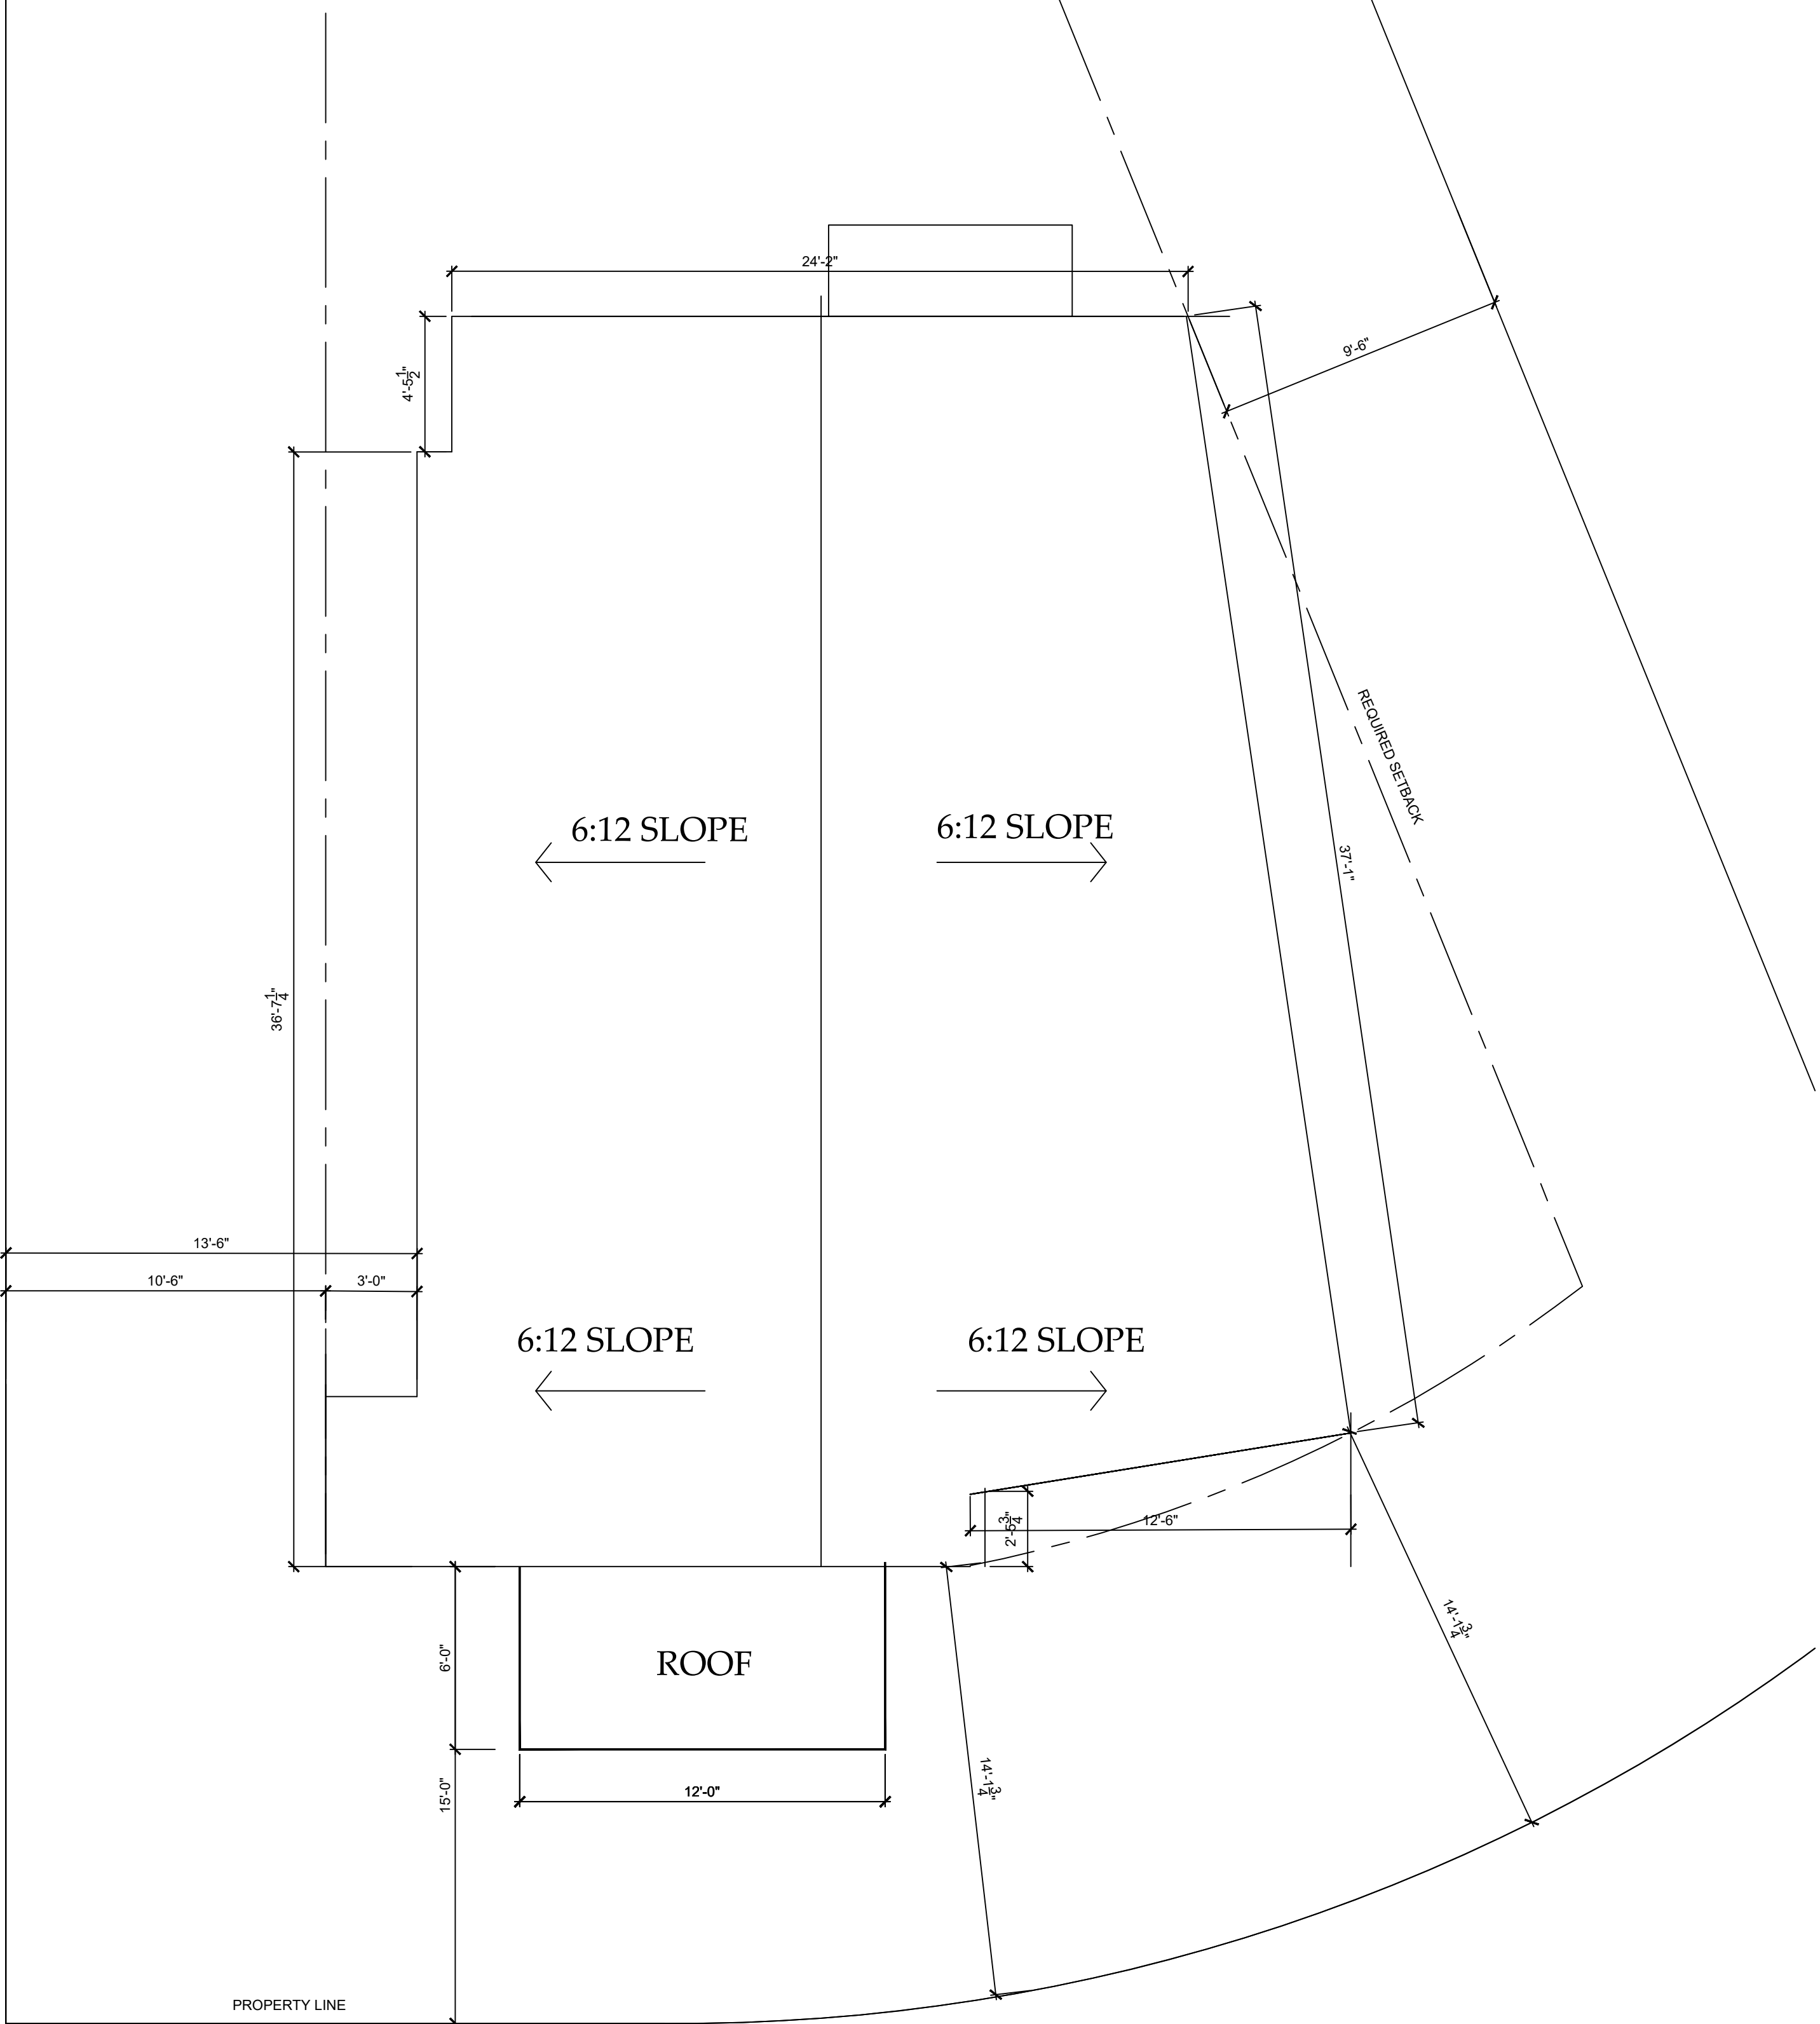 24'-2"
9'-6"
4'-5 1/2"
REQUIRED SETBACK
6:12 SLOPE
6:12 SLOPE
37'-1"
36'-7 1/4"
13'-6"
10'-6"
3'-0"
6:12 SLOPE
6:12 SLOPE
2'-5 3/4"
12'-6"
14'-1 3/4"
6'-0"
ROOF
14'-1 3/4"
12'-0"
15'-0"
PROPERTY LINE